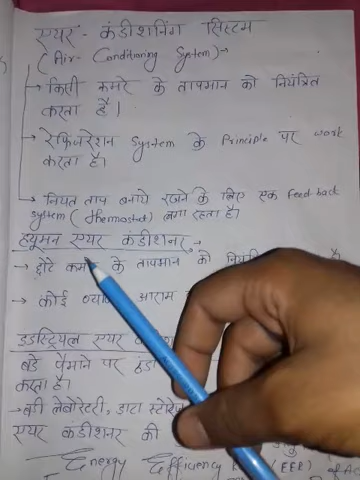 एयर - कंडीशनिंग सिस्टम
(Air - Conditioning System) →
→ किसी कमरे के तापमान को नियंत्रित
करता है।
→ रेफ्रिजरेशन System के Principle पर work
करता है।
→ नियत ताप बनाये रखने के लिए एक feed-back
System (thermostat) लगा रहता है।
ह्यूमन एयर कंडीशनर →
→ छोटे कमरे के तापमान को
→ कोई आराम
इंडस्ट्रियल एयर
बड़े पैमाने पर ठंडा
करता है।
→ बड़ी लेबोरेटरी, डाटा स्टोरेज
एयर कंडीशनर की
Energy Efficiency (EER) of